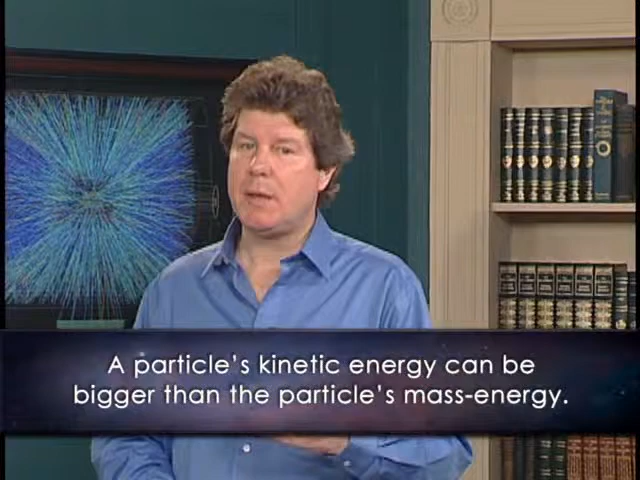 A particle's kinetic energy can be
bigger than the particle's mass-energy.